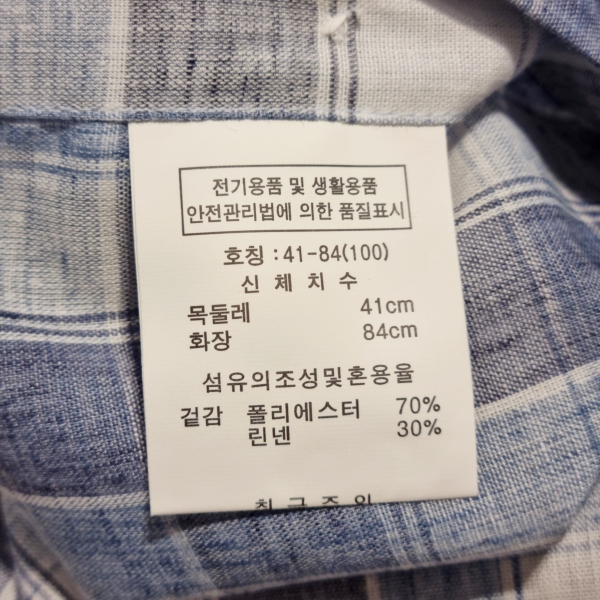 전기용품 및 생활용품
안전관리법에 의한 품질표시
호칭 : 41-84(100)
신 체 치 수
목둘레 41cm
화장 84cm
섬유의조성및혼용율
겉감 폴리에스터 70%
린넨 30%